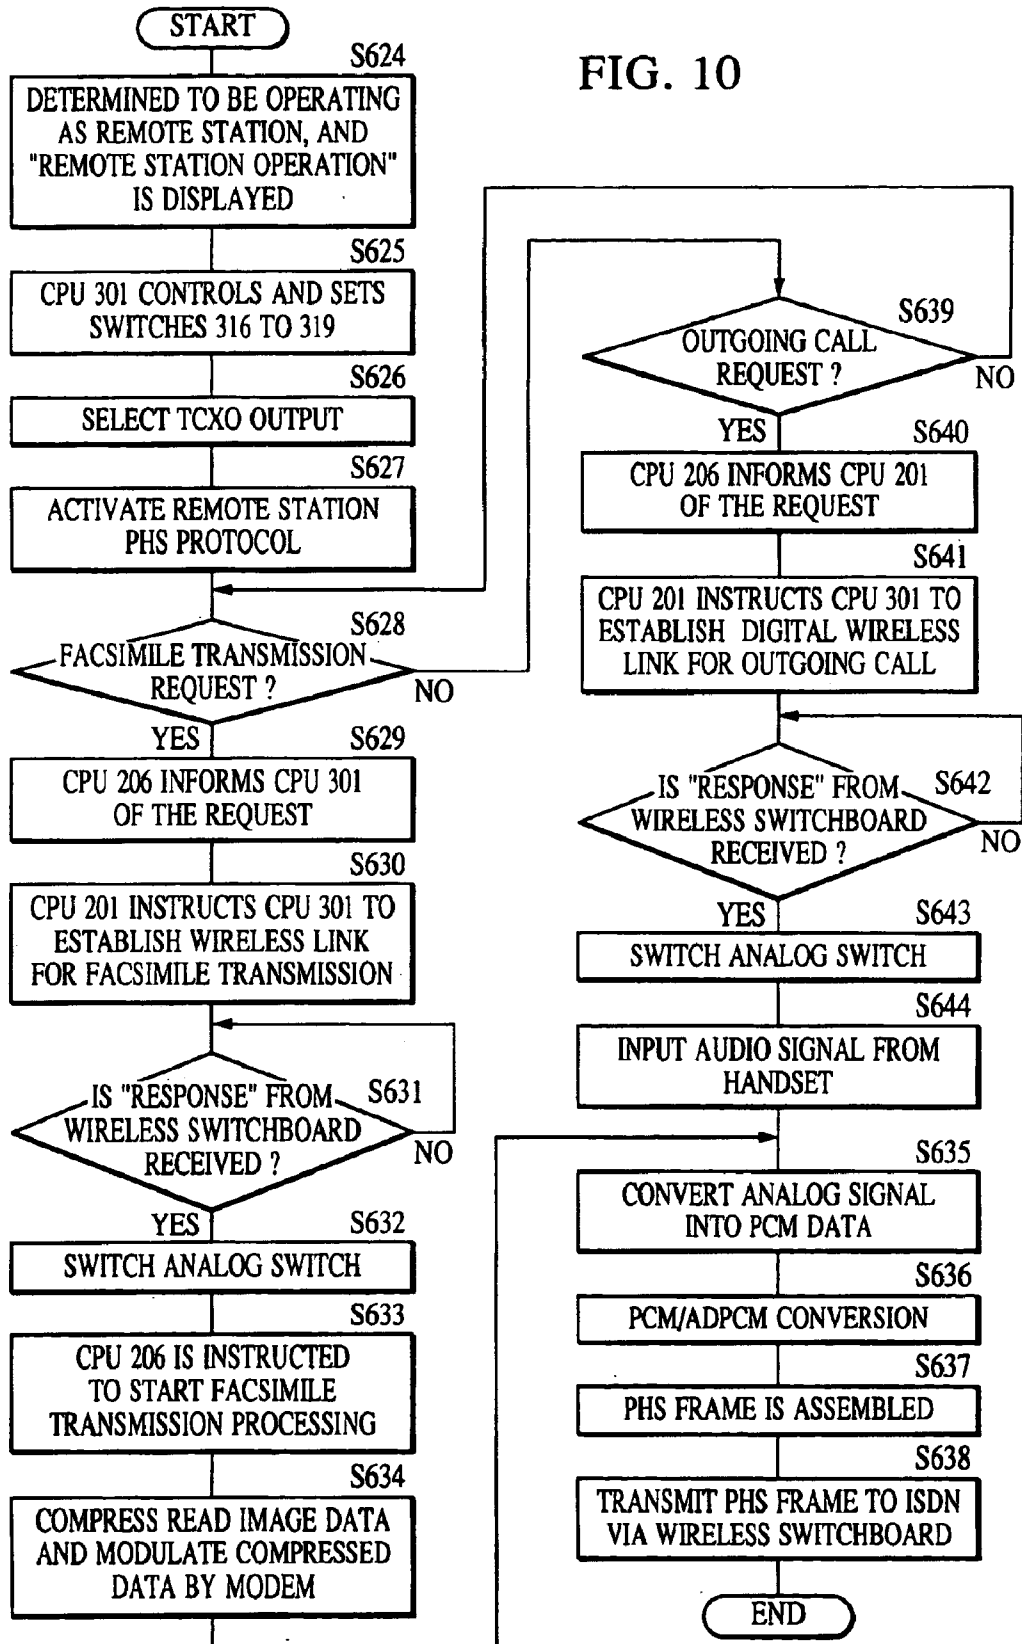 START
FIG. 10
S624
DETERMINED TO BE OPERATING
AS REMOTE STATION, AND
"REMOTE STATION OPERATION"
IS DISPLAYED
S625
CPU 301 CONTROLS AND SETS
SWITCHES 316 TO 319
S626
SELECT TCXO OUTPUT
S627
ACTIVATE REMOTE STATION
PHS PROTOCOL
S628
FACSIMILE TRANSMISSION
REQUEST ?
NO
YES
S629
CPU 206 INFORMS CPU 301
OF THE REQUEST
S630
CPU 201 INSTRUCTS CPU 301 TO
ESTABLISH WIRELESS LINK
FOR FACSIMILE TRANSMISSION
IS "RESPONSE" FROM
S631
WIRELESS SWITCHBOARD
RECEIVED ?
NO
YES
S632
SWITCH ANALOG SWITCH
S633
CPU 206 IS INSTRUCTED
TO START FACSIMILE
TRANSMISSION PROCESSING
S634
COMPRESS READ IMAGE DATA
AND MODULATE COMPRESSED
DATA BY MODEM
S639
OUTGOING CALL
REQUEST ?
NO
YES
S640
CPU 206 INFORMS CPU 201
OF THE REQUEST
S641
CPU 201 INSTRUCTS CPU 301 TO
ESTABLISH DIGITAL WIRELESS
LINK FOR OUTGOING CALL
IS "RESPONSE" FROM
S642
WIRELESS SWITCHBOARD
RECEIVED ?
NO
YES
S643
SWITCH ANALOG SWITCH
S644
INPUT AUDIO SIGNAL FROM
HANDSET
S635
CONVERT ANALOG SIGNAL
INTO PCM DATA
S636
PCM/ADPCM CONVERSION
S637
PHS FRAME IS ASSEMBLED
S638
TRANSMIT PHS FRAME TO ISDN
VIA WIRELESS SWITCHBOARD
END